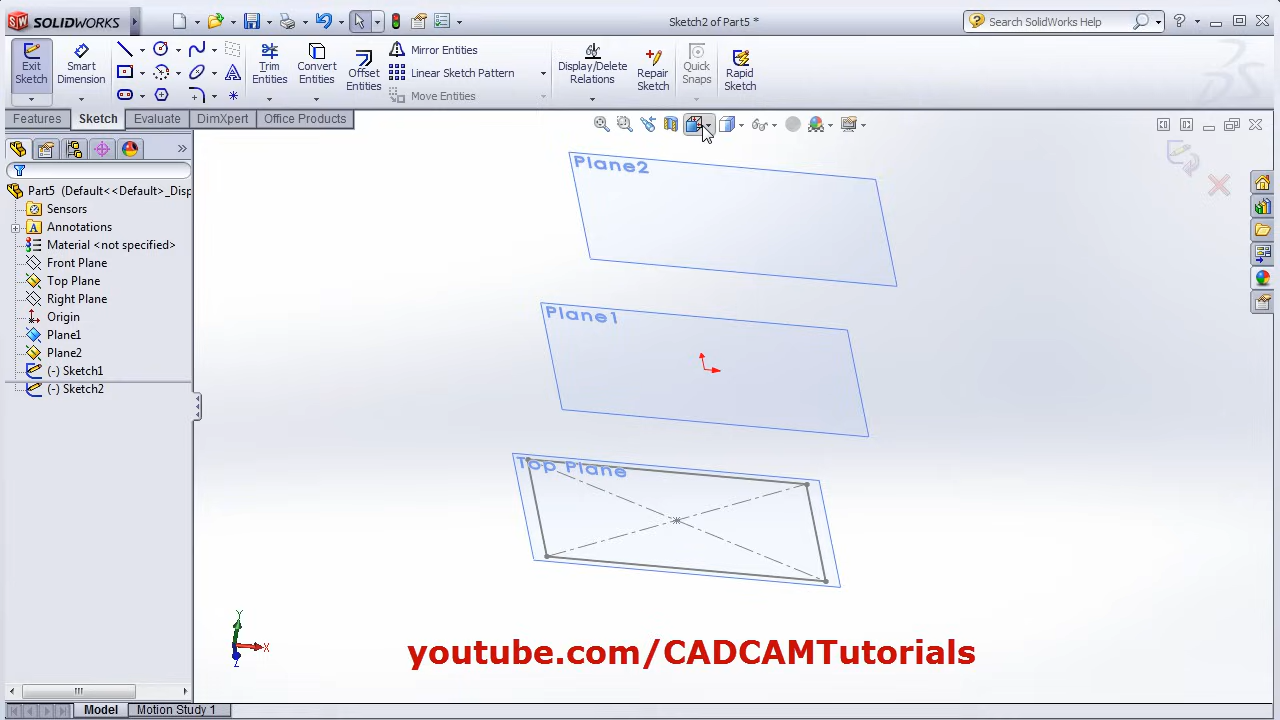 SOLIDWORKS
Sketch2 of Part5 *
Search SolidWorks Help
Exit Sketch
Smart Dimension
Trim Entities
Convert Entities
Offset Entities
Mirror Entities
Linear Sketch Pattern
Move Entities
Display/Delete Relations
Repair Sketch
Quick Snaps
Rapid Sketch
Features
Sketch
Evaluate
DimXpert
Office Products
Part5 (Default<<Default>_Disp
Sensors
Annotations
Material <not specified>
Front Plane
Top Plane
Right Plane
Origin
Plane1
Plane2
(-) Sketch1
(-) Sketch2
Plane2
Plane1
Top Plane
Y
X
Z
youtube.com/CADCAMTutorials
Model
Motion Study 1